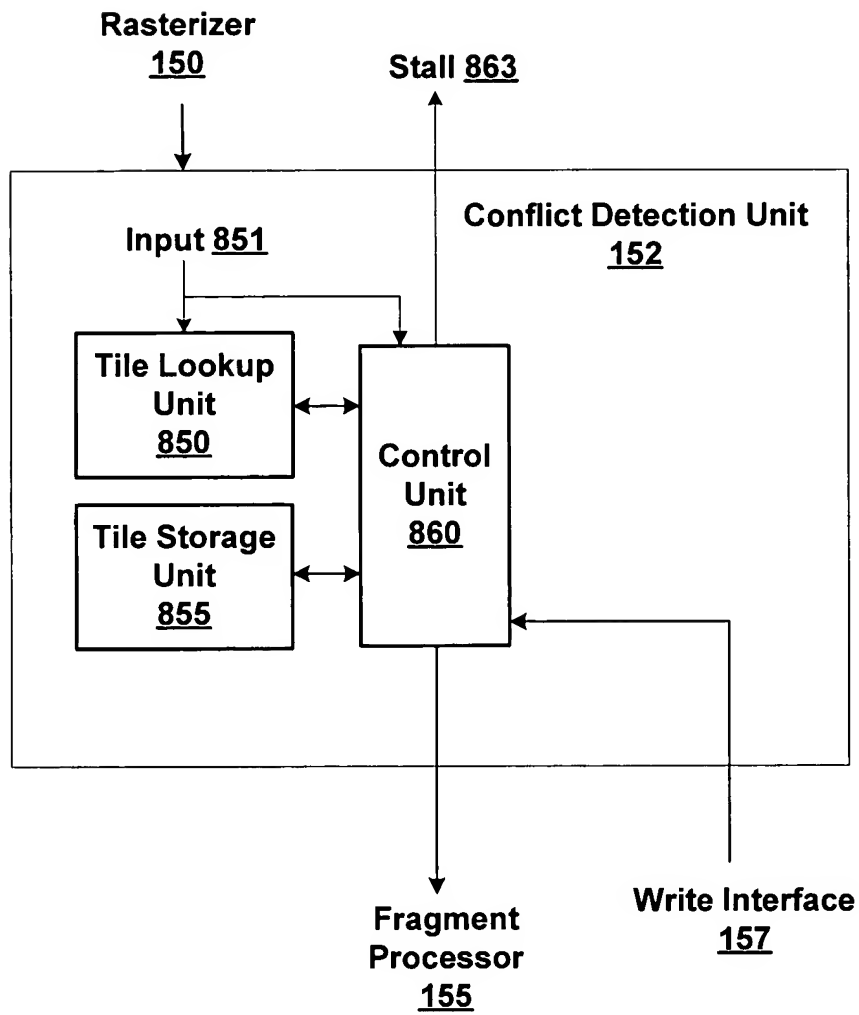 Rasterizer
150
Stall 863
Conflict Detection Unit
152
Input 851
Tile Lookup
Unit
850
Control
Unit
860
Tile Storage
Unit
855
Fragment
Processor
155
Write Interface
157